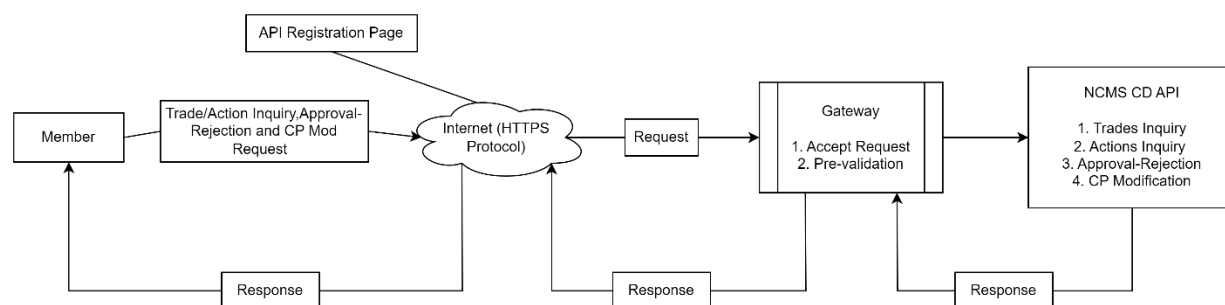 API Registration Page
Member
Trade/Action Inquiry,Approval-
Rejection and CP Mod
Request
Internet (HTTPS
Protocol)
Request
Gateway
1. Accept Request
2. Pre-validation
NCMS CD API
1. Trades Inquiry
2. Actions Inquiry
3. Approval-Rejection
4. CP Modification
Response
Response
Response